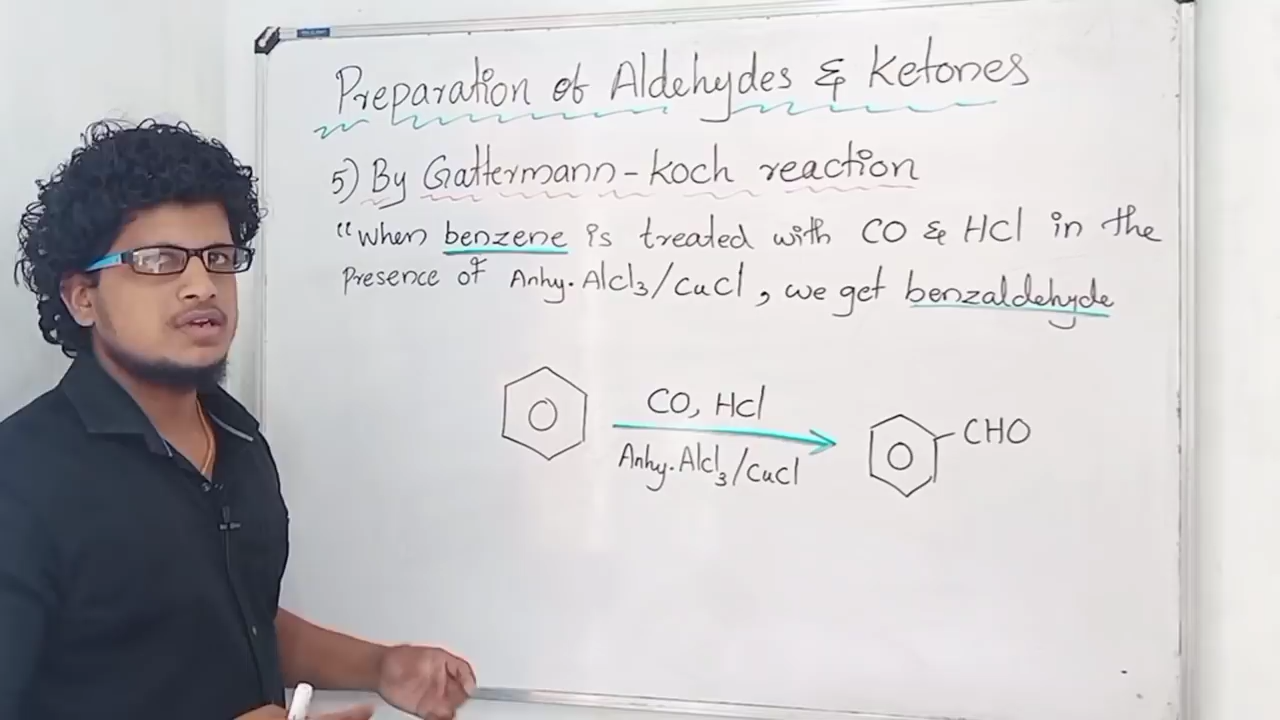 Preparation of Aldehydes & Ketones
5) By Gattermann-Koch reaction
"When benzene is treated with CO & HCl in the
Presence of Anhy. AlCl3/CuCl, we get benzaldehyde
CO, HCl
Anhy. AlCl3/CuCl
CHO